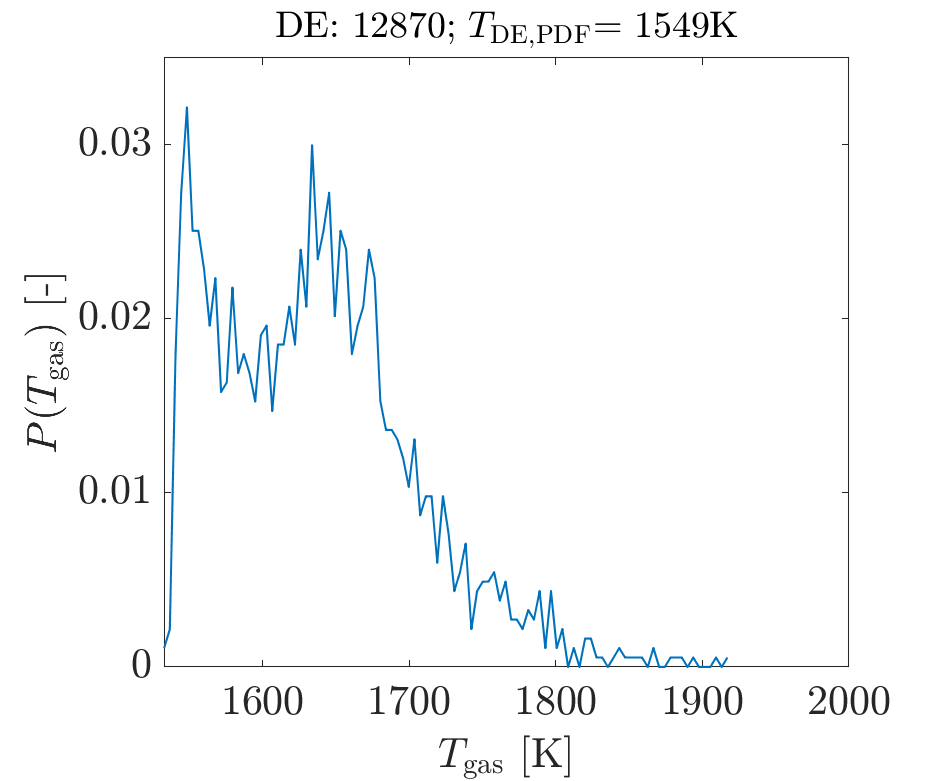 DE: 12870; T_DE,PDF= 1549K
P(T_gas) [-]
0.03
0.02
0.01
0
1600 1700 1800 1900 2000
T_gas [K]